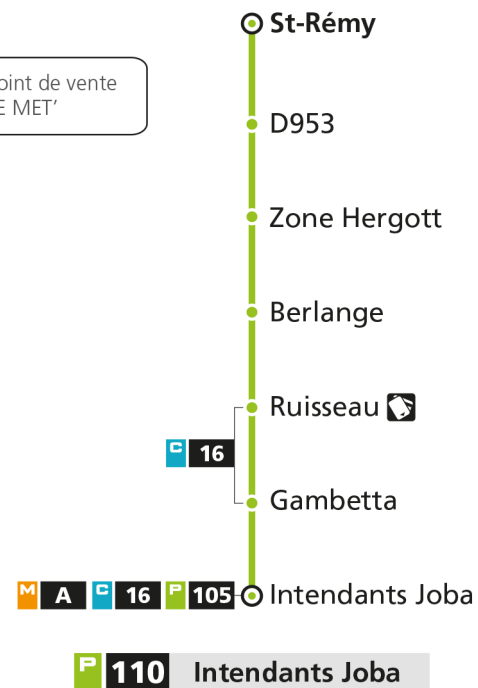 St-Rémy
oint de vente
E MET'
D953
Zone Hergott
Berlange
Ruisseau
C 16
Gambetta
M A C 16 P 105 Intendants Joba
P 110 Intendants Joba